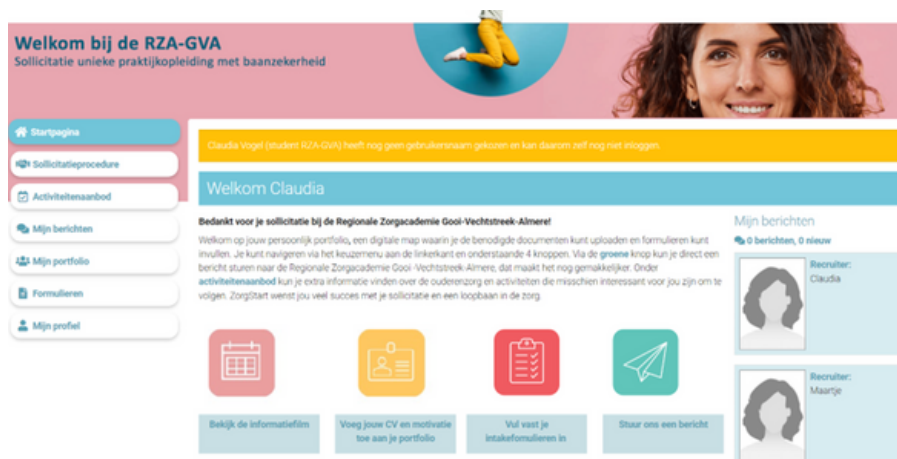 Welkom bij de RZA-GVA
Sollicitatie unieke praktijkopleiding met baanzekerheid
Startpagina
Sollicitatieprocedure
Activiteitenaanbod
Mijn berichten
Mijn portfolio
Formulieren
Mijn profiel
Claudia Vogel (student RZA-GVA) heeft nog geen gebruikersnaam gekozen en kan daarom zelf nog niet inloggen.
Welkom Claudia
Bedankt voor je sollicitatie bij de Regionale Zorgacademie Gooi-Vechtstreek-Almere!
Welkom op jouw persoonlijk portfolio, een digitale map waarin je de benodigde documenten kunt uploaden en formulieren kunt
invullen. Je kunt navigeren via het keuzemenu aan de linkerkant en onderstaande 4 knoppen. Via de groene knop kun je direct een
bericht sturen naar de Regionale Zorgacademie Gooi -Vechtstreek-Almere, dat maakt het nog gemakkelijker. Onder
activiteitenaanbod kun je extra informatie vinden over de ouderenzorg en activiteiten die misschien interessant voor jou zijn om te
volgen. ZorgStart wenst jou veel succes met je sollicitatie en een loopbaan in de zorg.
Bekijk de informatiefilm
Voeg jouw CV en motivatie
toe aan je portfolio
Vul vast je
intakefomulieren in
Stuur ons een bericht
Mijn berichten
0 berichten, 0 nieuw
Recruiter:
Claudia
Recruiter:
Maartje